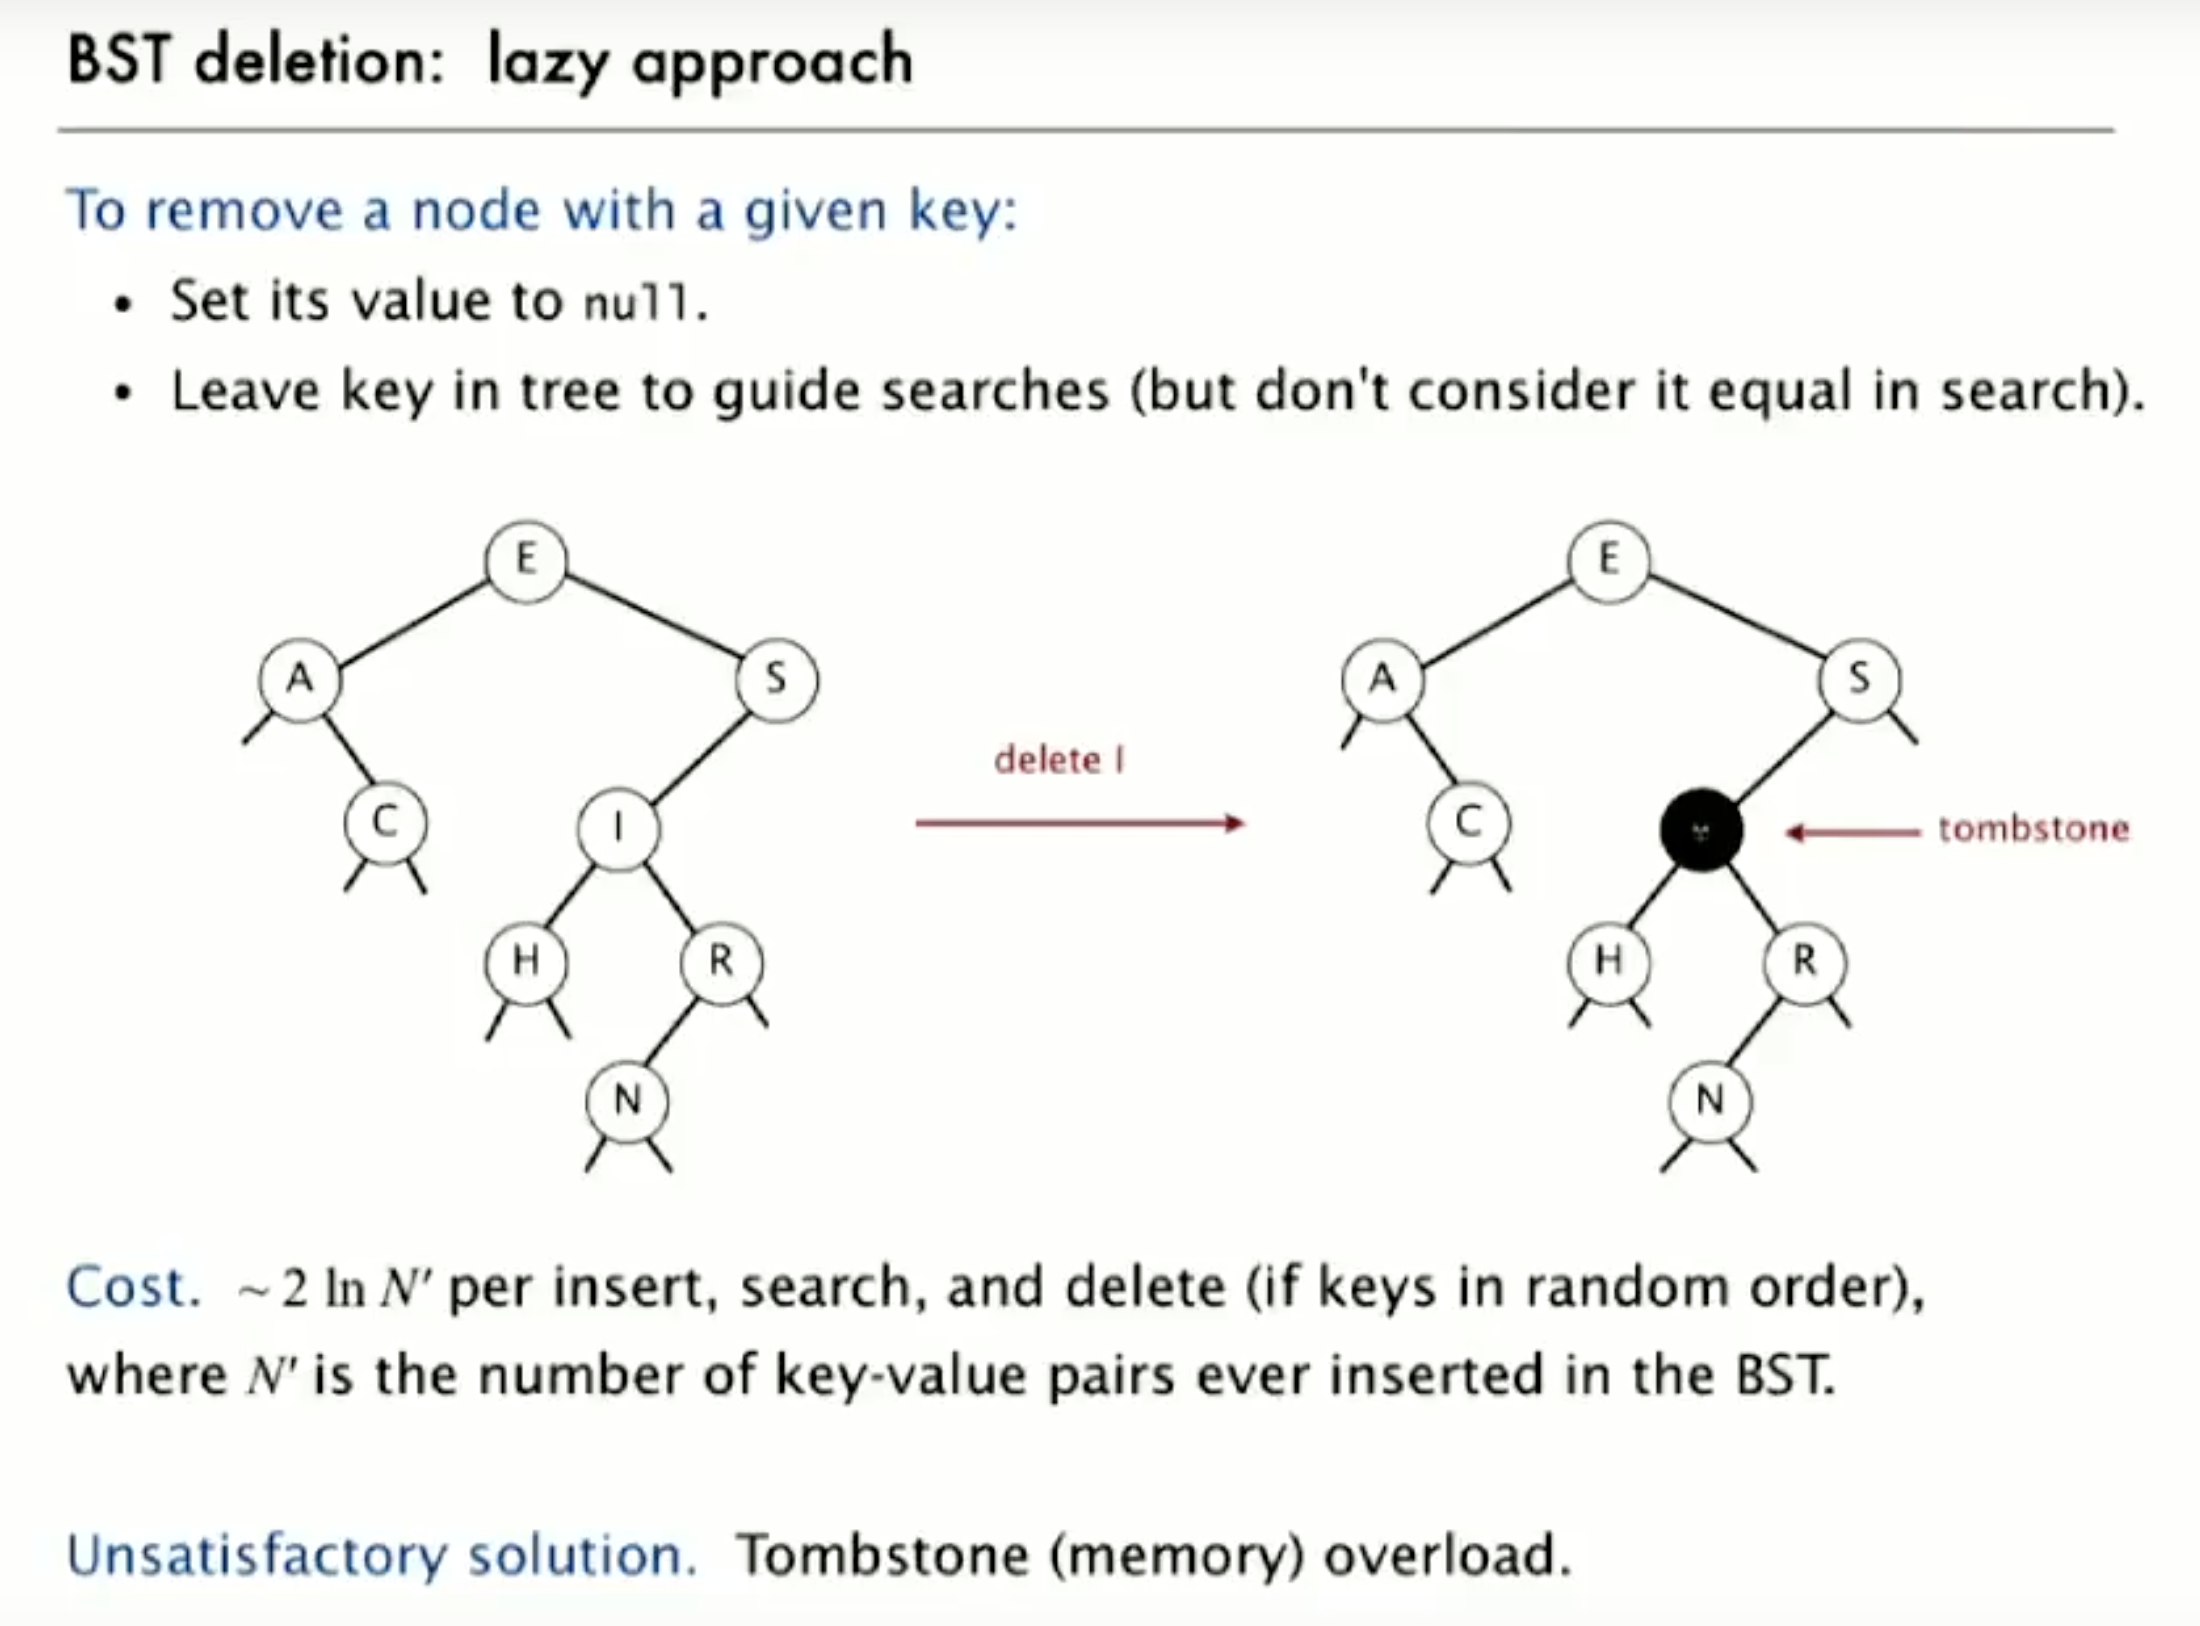 BST deletion: lazy approach
To remove a node with a given key:
• Set its value to null.
• Leave key in tree to guide searches (but don't consider it equal in search).
E
A
S
C
I
H
R
N
delete I
E
A
S
C
tombstone
H
R
N
Cost. ~ 2 ln N′ per insert, search, and delete (if keys in random order),
where N′ is the number of key-value pairs ever inserted in the BST.
Unsatisfactory solution. Tombstone (memory) overload.